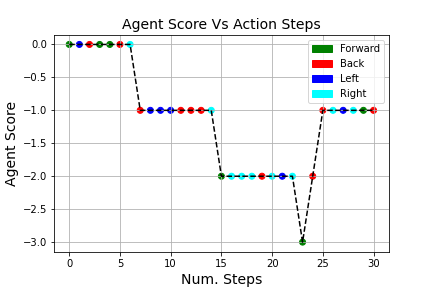 Agent Score Vs Action Steps
Agent Score
0.0
−0.5
−1.0
−1.5
−2.0
−2.5
−3.0
Forward
Back
Left
Right
0 5 10 15 20 25 30
Num. Steps